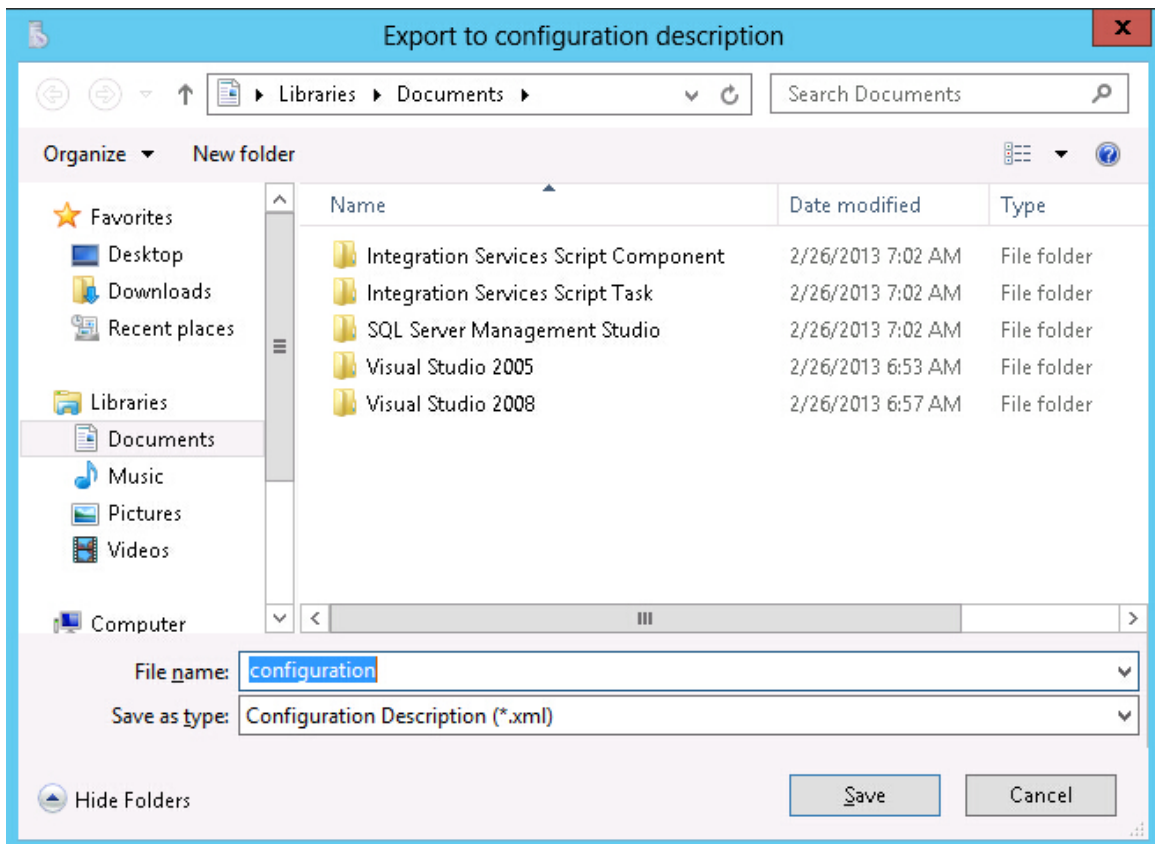 Export to configuration description
x
Libraries Documents
Search Documents
Organize
New folder
Name Date modified Type
Favorites
Desktop
Downloads
Recent places
Libraries
Documents
Music
Pictures
Videos
Computer
Integration Services Script Component 2/26/2013 7:02 AM File folder
Integration Services Script Task 2/26/2013 7:02 AM File folder
SQL Server Management Studio 2/26/2013 7:02 AM File folder
Visual Studio 2005 2/26/2013 6:53 AM File folder
Visual Studio 2008 2/26/2013 6:57 AM File folder
File name: configuration
Save as type: Configuration Description (*.xml)
Hide Folders
Save
Cancel